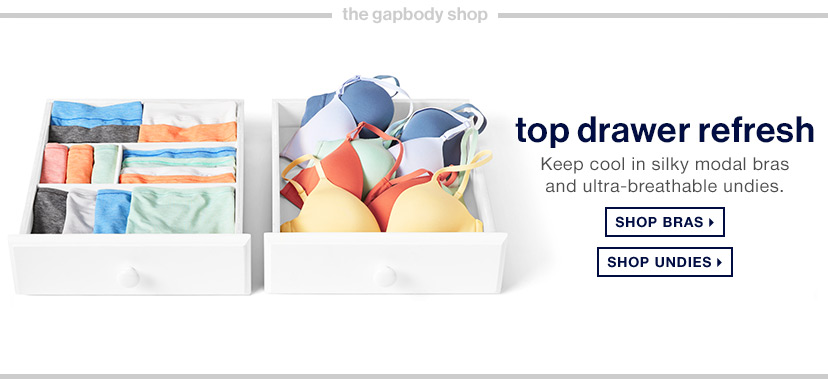 the gapbody shop
top drawer refresh
Keep cool in silky modal bras
and ultra-breathable undies.
SHOP BRAS
SHOP UNDIES